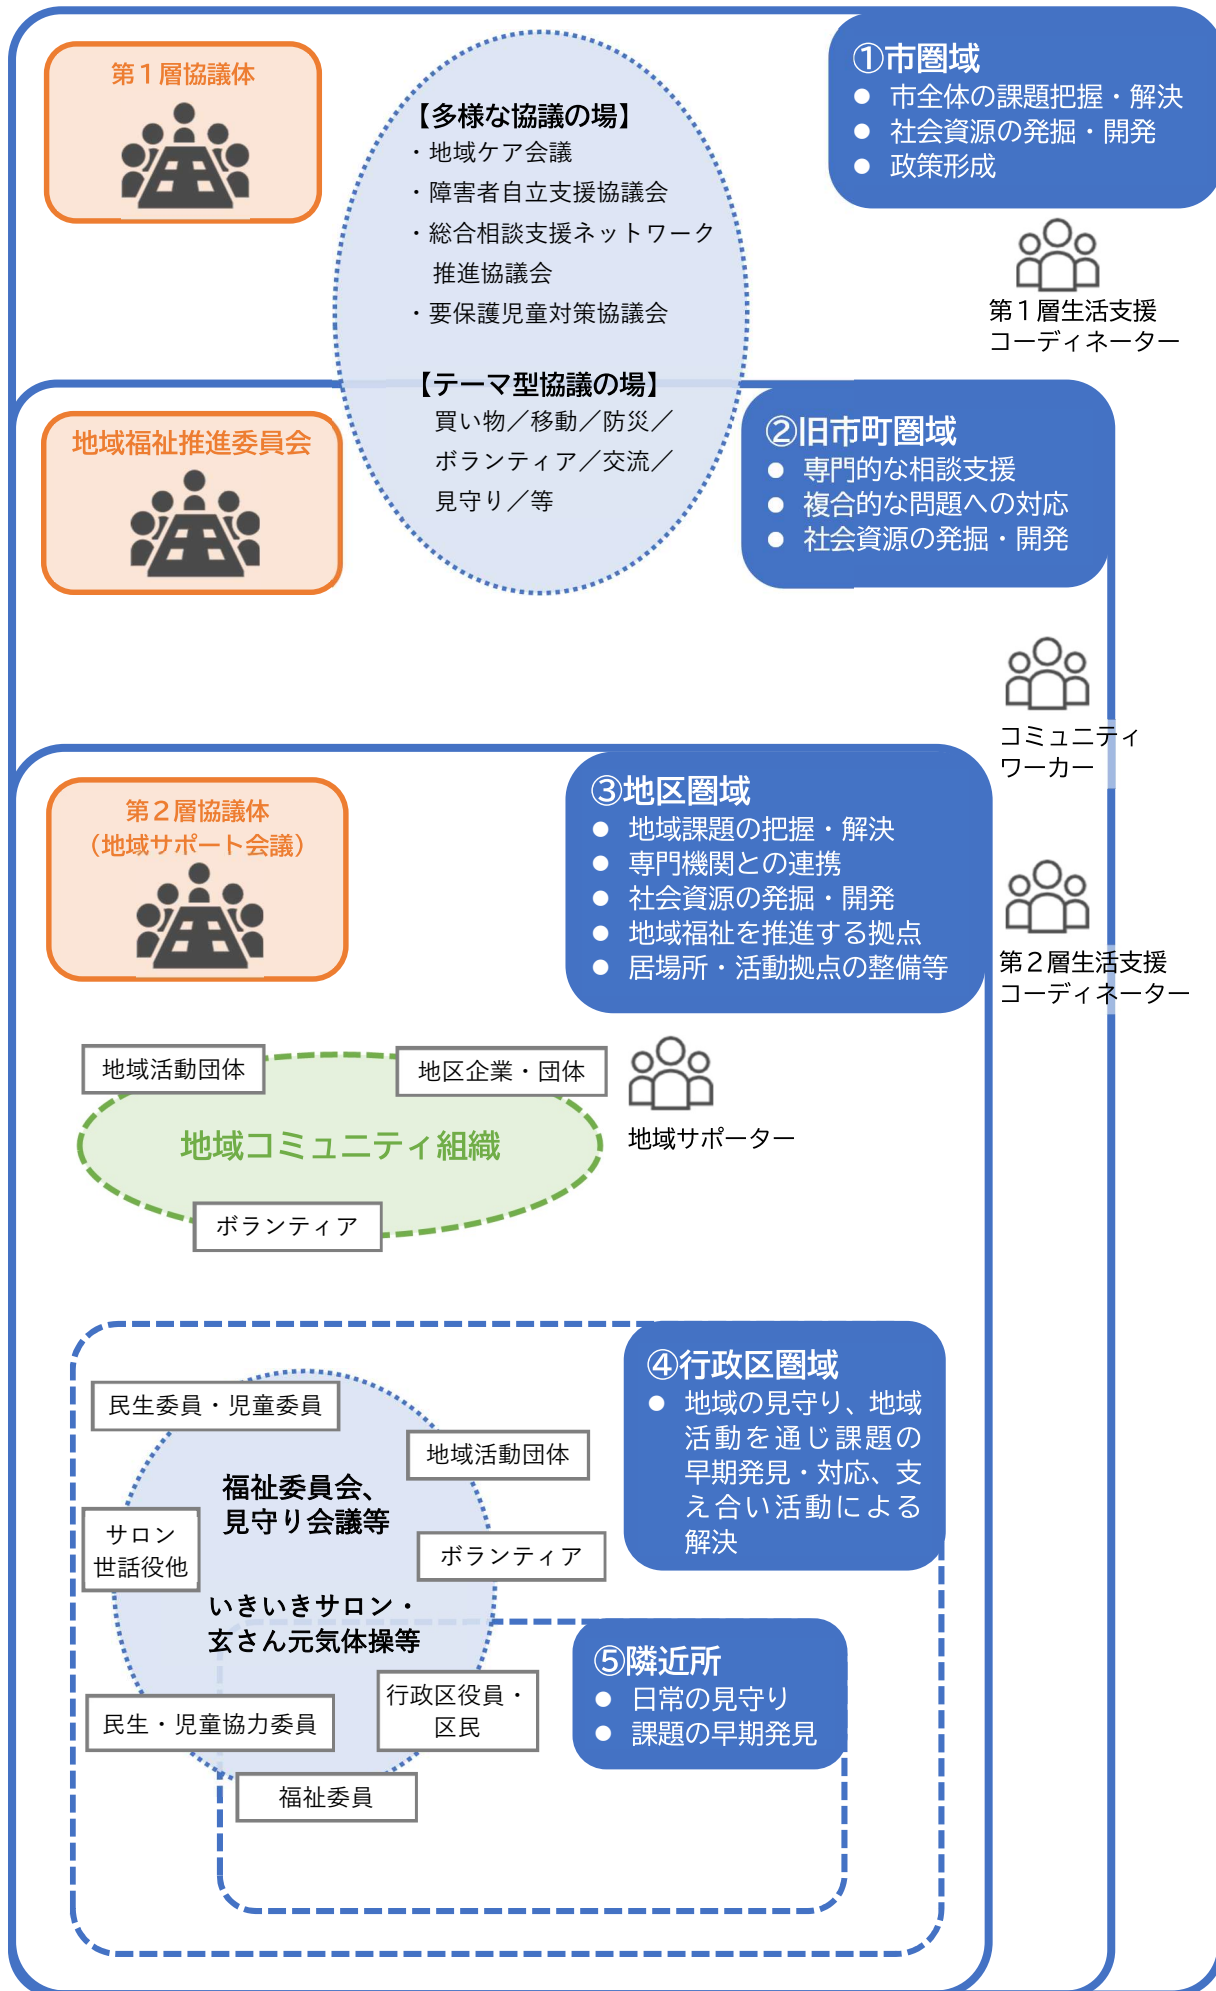 第１層協議体
【多様な協議の場】
・地域ケア会議
・障害者自立支援協議会
・総合相談支援ネットワーク
推進協議会
・要保護児童対策協議会
①市圏域
● 市全体の課題把握・解決
● 社会資源の発掘・開発
● 政策形成
第１層生活支援
コーディネーター
【テーマ型協議の場】
買い物／移動／防災／
ボランティア／交流／
見守り／等
地域福祉推進委員会
②旧市町圏域
● 専門的な相談支援
● 複合的な問題への対応
● 社会資源の発掘・開発
コミュニティ
ワーカー
第２層協議体
（地域サポート会議）
③地区圏域
● 地域課題の把握・解決
● 専門機関との連携
● 社会資源の発掘・開発
● 地域福祉を推進する拠点
● 居場所・活動拠点の整備等
第２層生活支援
コーディネーター
地域活動団体
地区企業・団体
地域コミュニティ組織
ボランティア
地域サポーター
④行政区圏域
● 地域の見守り、地域
活動を通じ課題の
早期発見・対応、支
え合い活動による
解決
民生委員・児童委員
地域活動団体
福祉委員会、
見守り会議等
サロン
世話役他
ボランティア
いきいきサロン・
玄さん元気体操等
⑤隣近所
● 日常の見守り
● 課題の早期発見
行政区役員・
区民
民生・児童協力委員
福祉委員